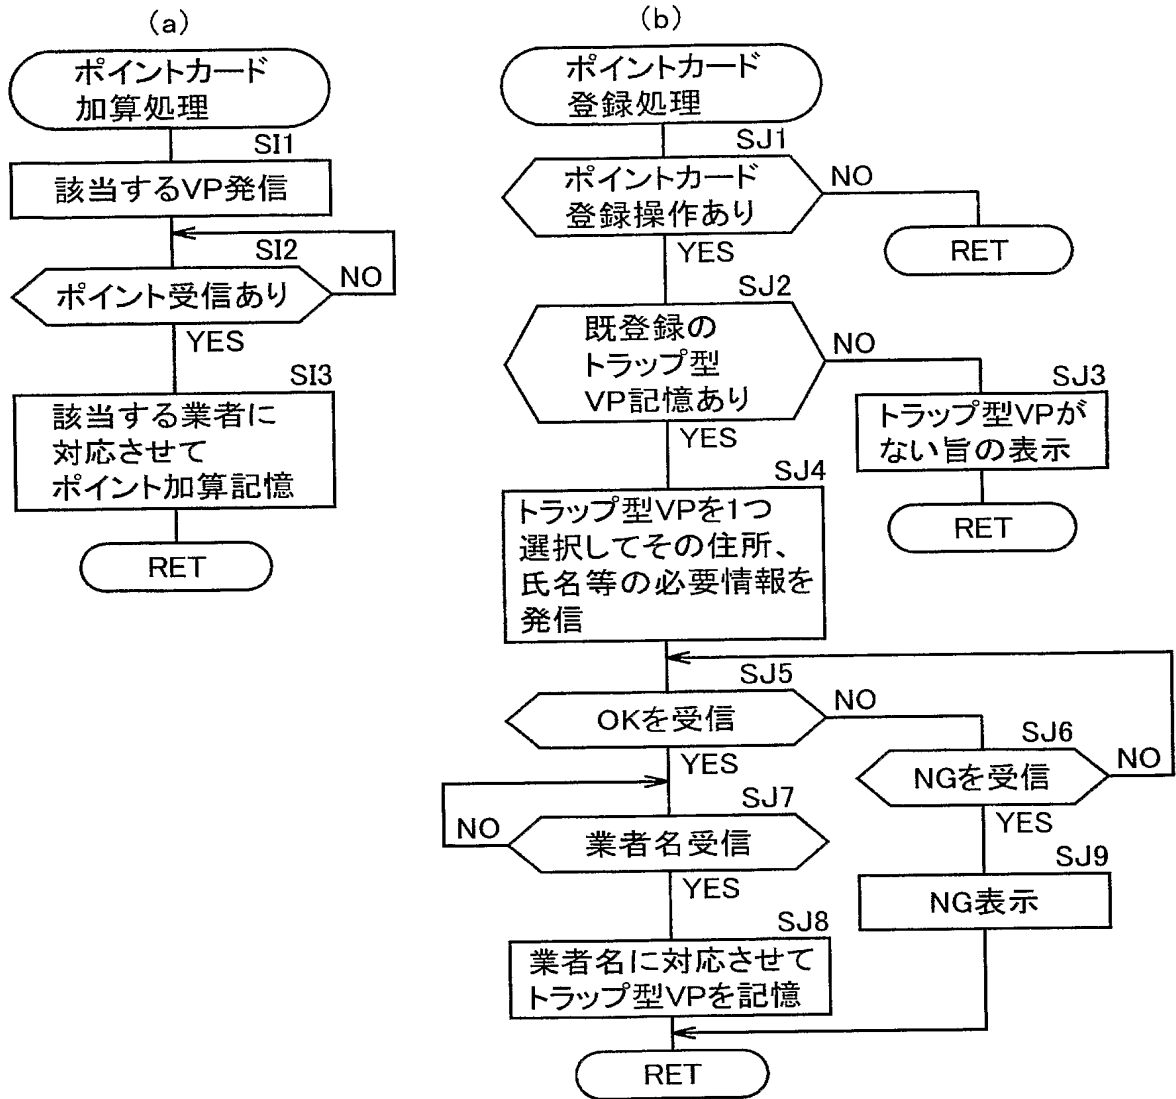 (a)
ポイントカード
加算処理
SI1
該当するVP発信
SI2
ポイント受信あり
NO
YES
SI3
該当する業者に
対応させて
ポイント加算記憶
RET
(b)
ポイントカード
登録処理
SJ1
ポイントカード
登録操作あり
NO
RET
YES
SJ2
既登録の
トラップ型
VP記憶あり
NO
SJ3
トラップ型VPが
ない旨の表示
RET
YES
SJ4
トラップ型VPを1つ
選択してその住所、
氏名等の必要情報を
発信
SJ5
OKを受信
NO
SJ6
NGを受信
NO
YES
YES
SJ7
業者名受信
NO
YES
SJ9
NG表示
SJ8
業者名に対応させて
トラップ型VPを記憶
RET